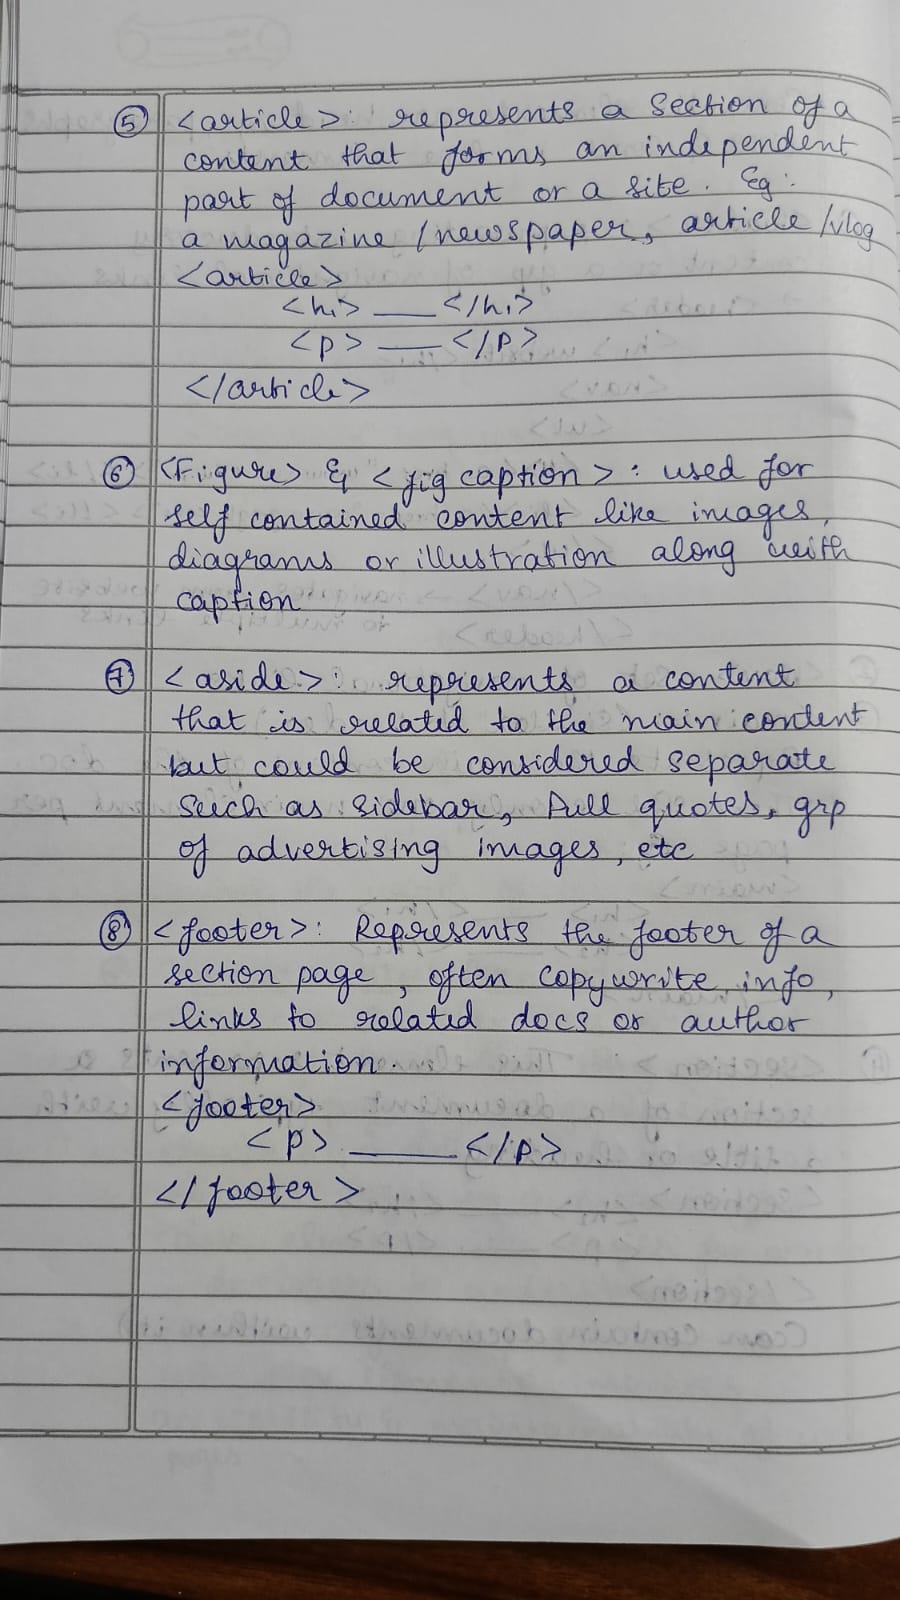 ⑤ <article>: represents a section of a
content that forms an independent
part of document or a site. Eg:
a magazine /newspaper, article/vlog
<article>
<h1> ___ </h1>
<p> ___ </p>
</article>
⑥ <Figure> & <fig caption>: used for
self contained content like images,
diagrams or illustration along with
caption
⑦ <aside>: represents a content
that is related to the main content
but could be considered separate
such as sidebar, Pull quotes, grp
of advertising images, etc
⑧ <footer>: Represents the footer of a
section page, often copywrite info,
links to related docs or author
information.
<footer>
<p> ___ </p>
</footer>